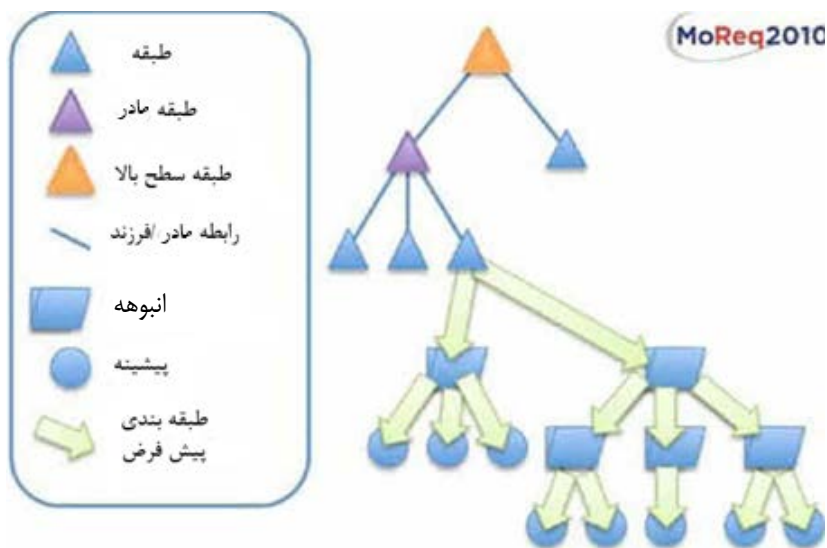 MoReq2010
طبقه
طبقه مادر
طبقه سطح بالا
رابطه مادر /فرزند
انبوهه
پیشینه
طبقه بندی
پیش فرض